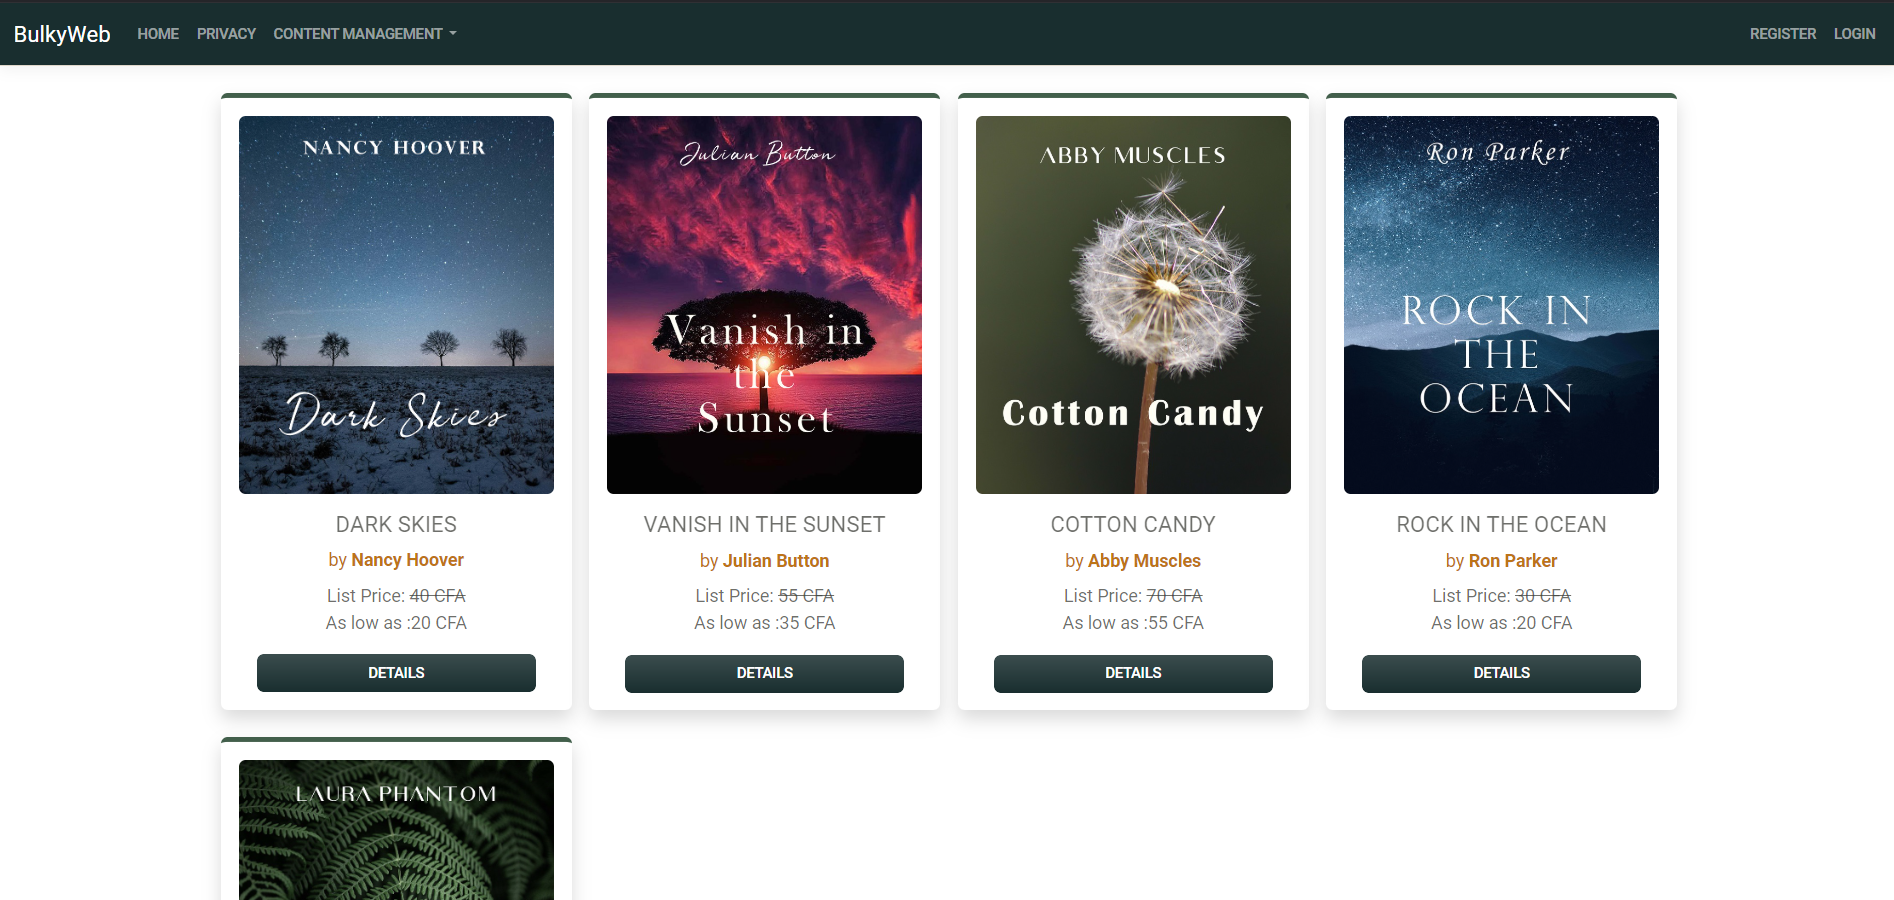 BulkyWeb HOME PRIVACY CONTENT MANAGEMENT REGISTER LOGIN
NANCY HOOVER
Dark Skies
DARK SKIES
by Nancy Hoover
List Price: 40 CFA
As low as :20 CFA
DETAILS
Julian Button
Vanish in
the
Sunset
VANISH IN THE SUNSET
by Julian Button
List Price: 55 CFA
As low as :35 CFA
DETAILS
ABBY MUSCLES
Cotton Candy
COTTON CANDY
by Abby Muscles
List Price: 70 CFA
As low as :55 CFA
DETAILS
Ron Parker
ROCK IN
THE
OCEAN
ROCK IN THE OCEAN
by Ron Parker
List Price: 30 CFA
As low as :20 CFA
DETAILS
LAURA PHANTOM